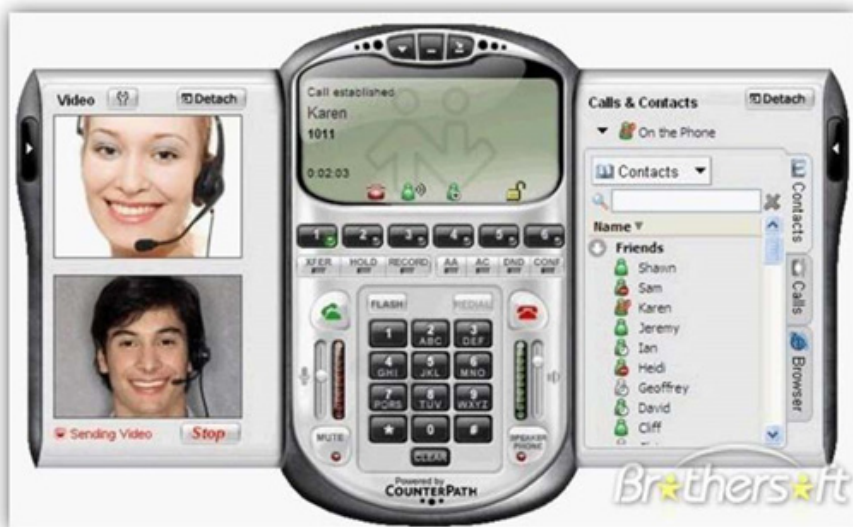 Video
Detach
Sending Video
Stop
Call established
Karen
1011
0:02:03
1 2 3 4 5 6
XFER HOLD RECORD AA AC DND CONF
FLASH REDIAL
1 2 ABC 3 DEF
4 GHI 5 JKL 6 MNO
7 PQRS 8 TUV 9 WXYZ
* 0 #
MUTE
SPEAKER PHONE
CLEAR
Powered by
COUNTERPATH
Calls & Contacts
Detach
On the Phone
Contacts
Name
Friends
Shawn
Sam
Karen
Jeremy
Ian
Heidi
Geoffrey
David
Cliff
Contacts
Calls
Browser
Brothersoft